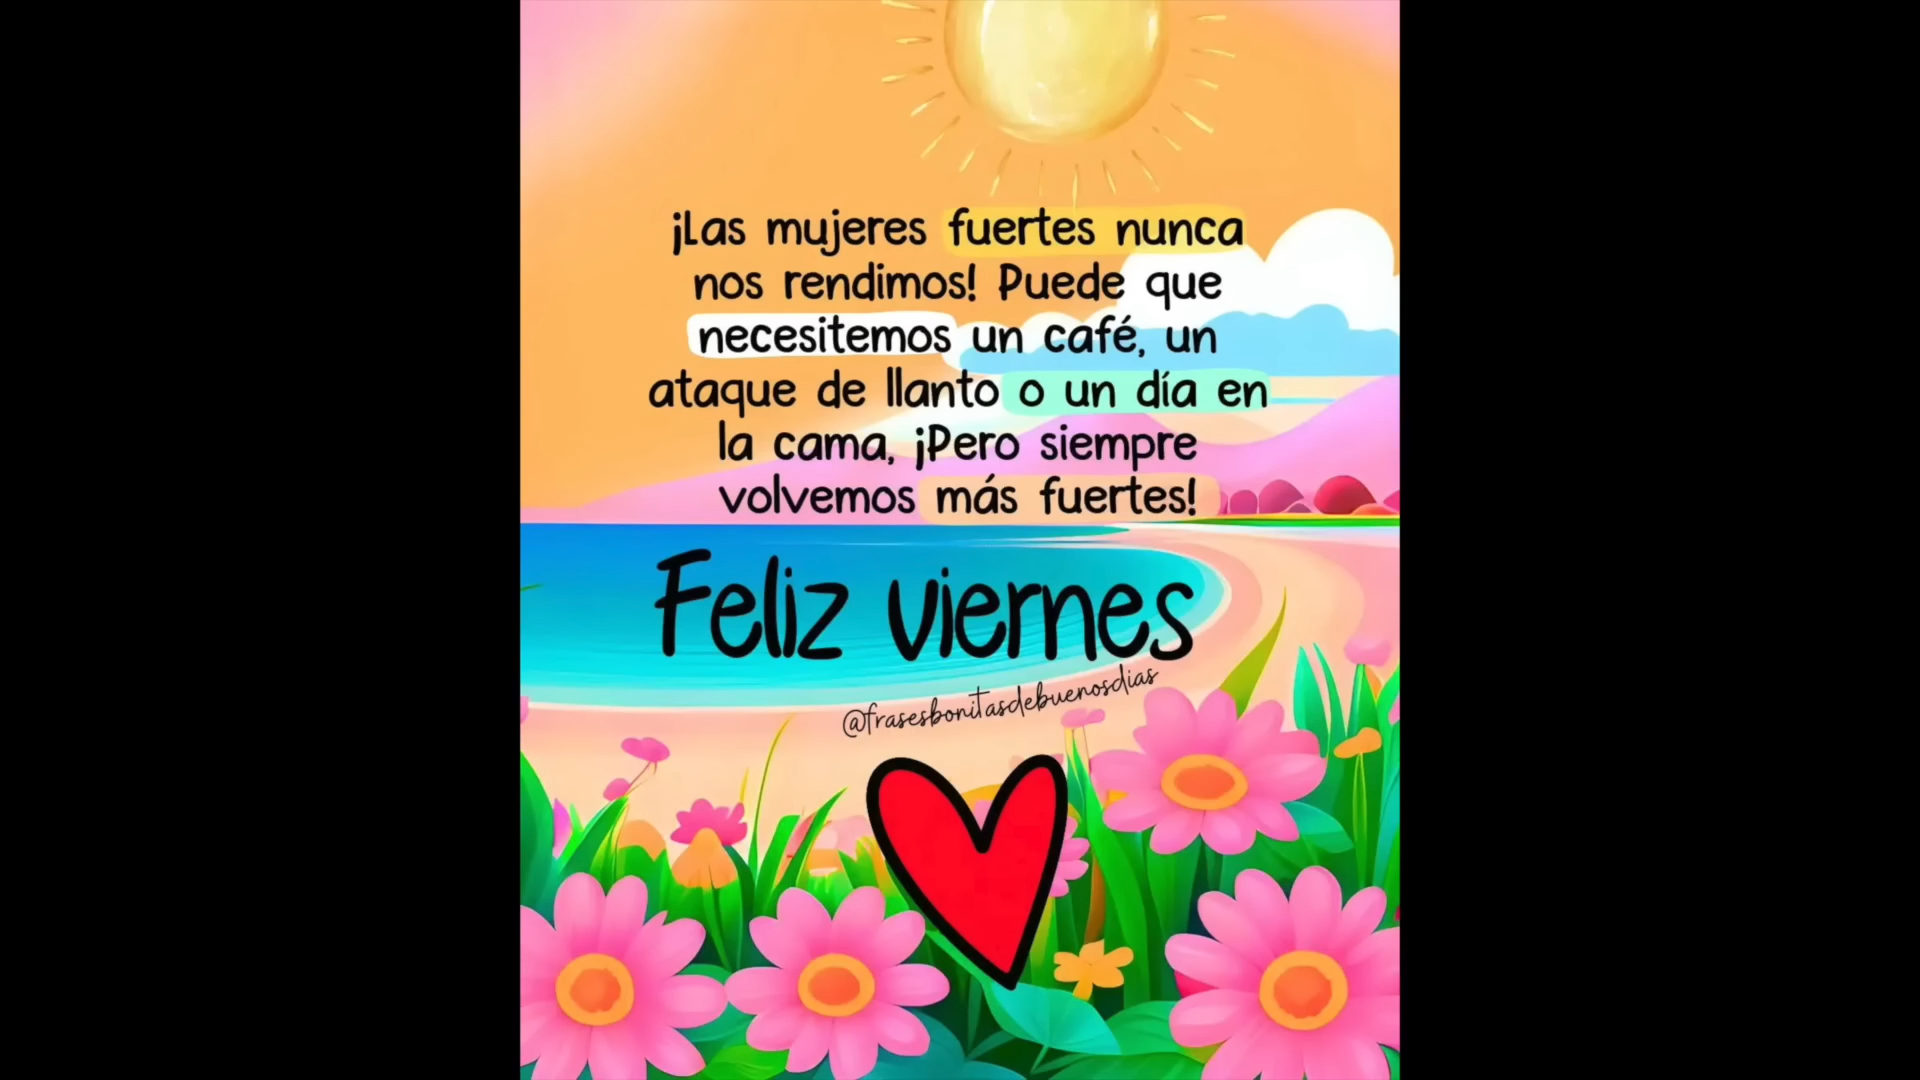 ¡Las mujeres fuertes nunca
nos rendimos! Puede que
necesitemos un café, un
ataque de llanto o un día en
la cama, ¡Pero siempre
volvemos más fuertes!
Feliz viernes
@frasesbonitasdebuenosdias